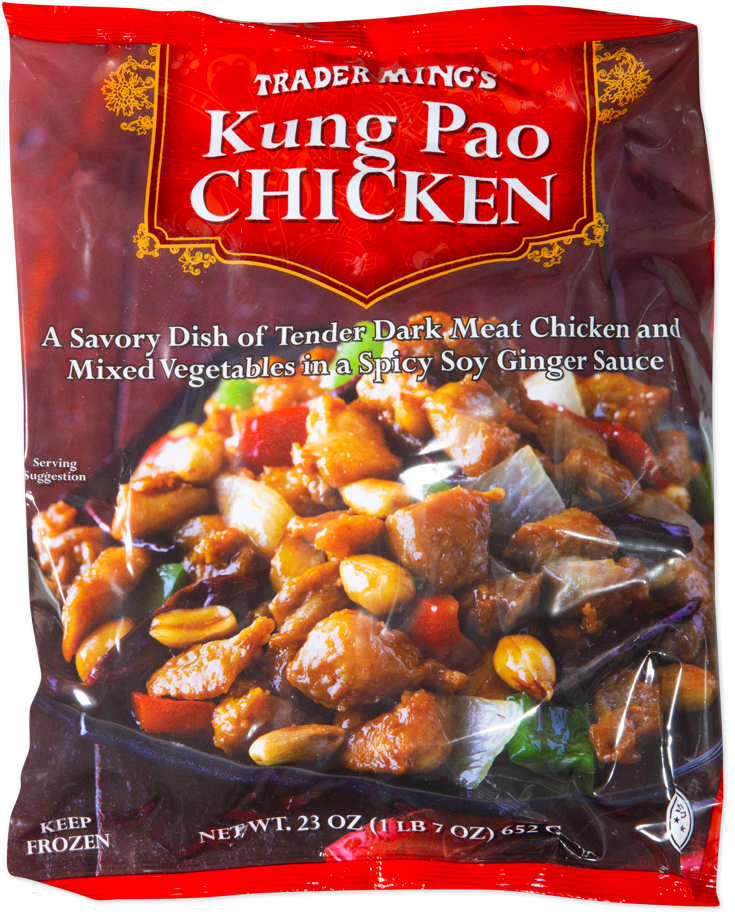 TRADER MING'S
Kung Pao
CHICKEN
A Savory Dish of Tender Dark Meat Chicken and
Mixed Vegetables in a Spicy Soy Ginger Sauce
Serving
Suggestion
KEEP
FROZEN
NET WT. 23 OZ (1 LB 7 OZ) 652 G